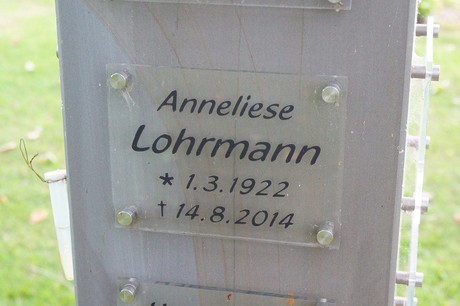 Anneliese
Lohrmann
* 1.3.1922
† 14.8.2014